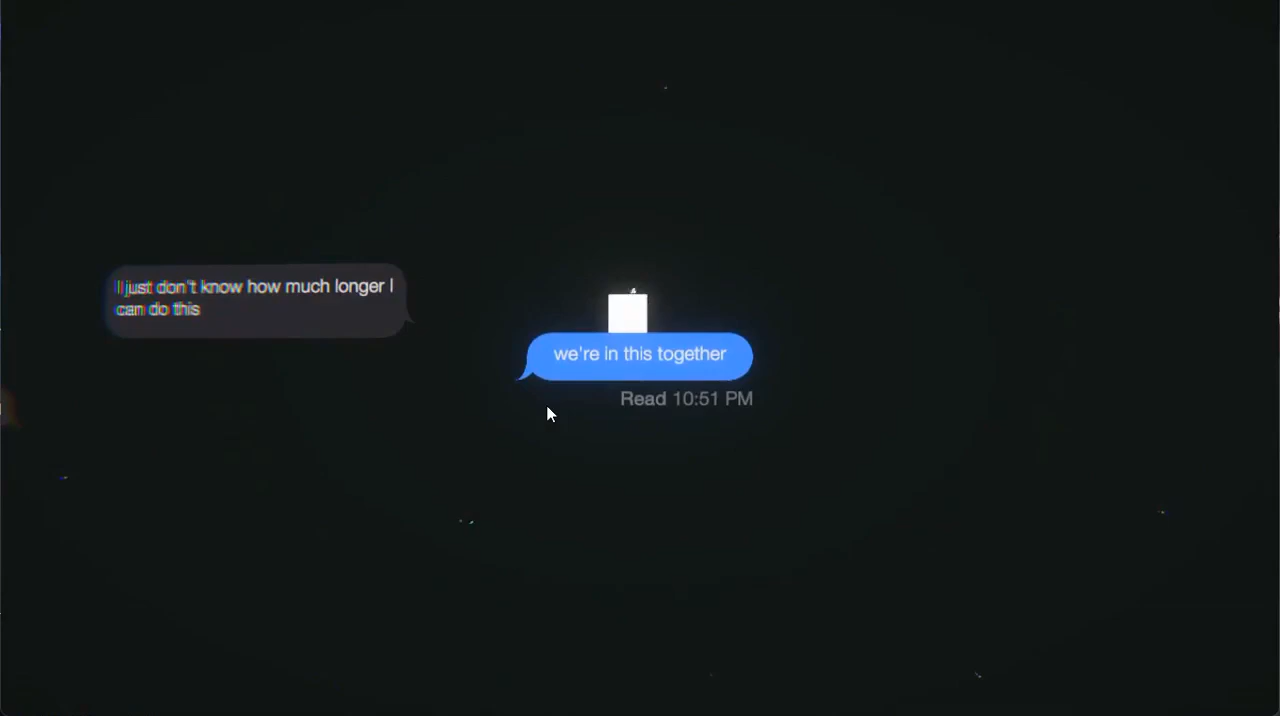 I just don't know how much longer I
can do this
we're in this together
Read 10:51 PM